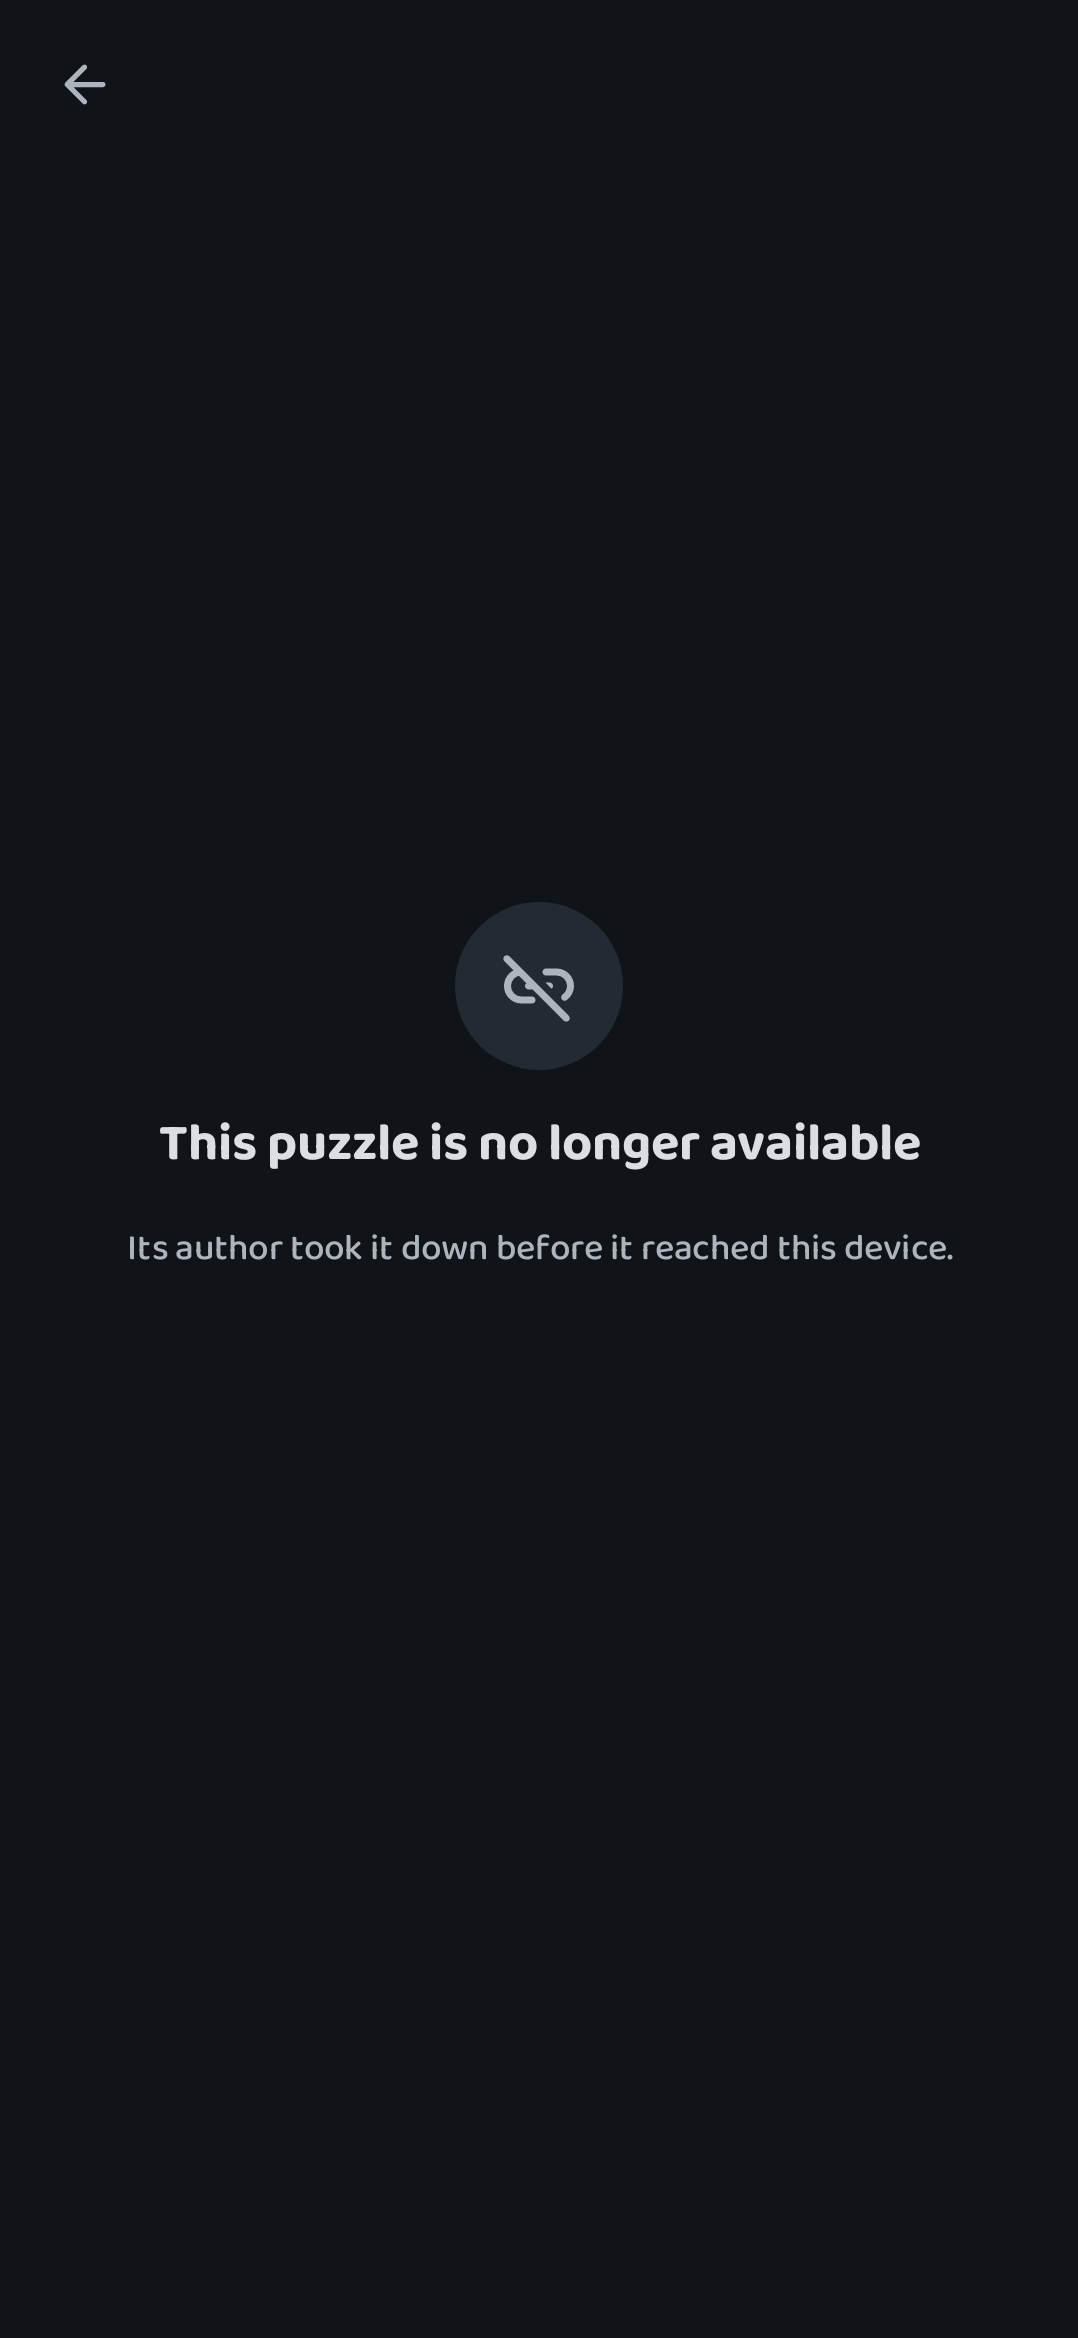 This puzzle is no longer available
Its author took it down before it reached this device.